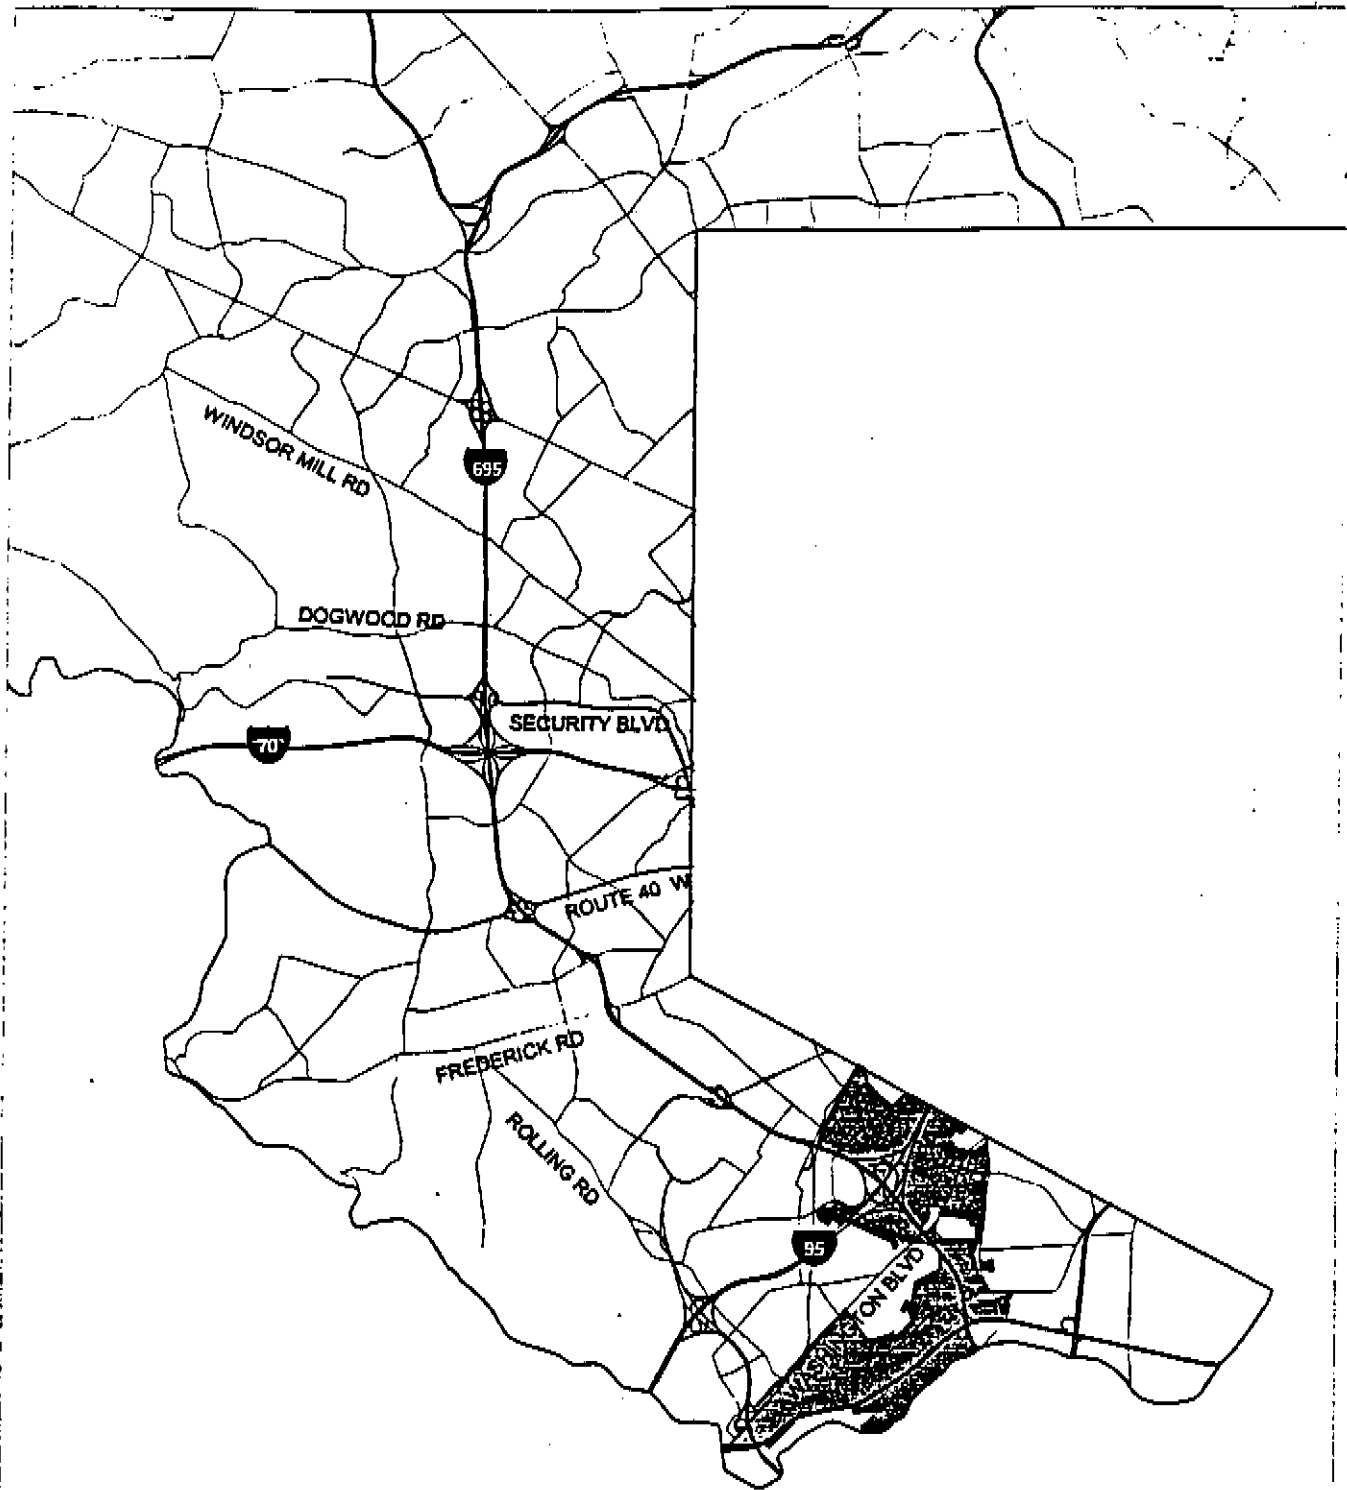 WINDSOR MILL RD
695
DOGWOOD RD
SECURITY BLVD
70
ROUTE 40 W
FREDERICK RD
ROLLING RD
95
WASHINGTON BLVD